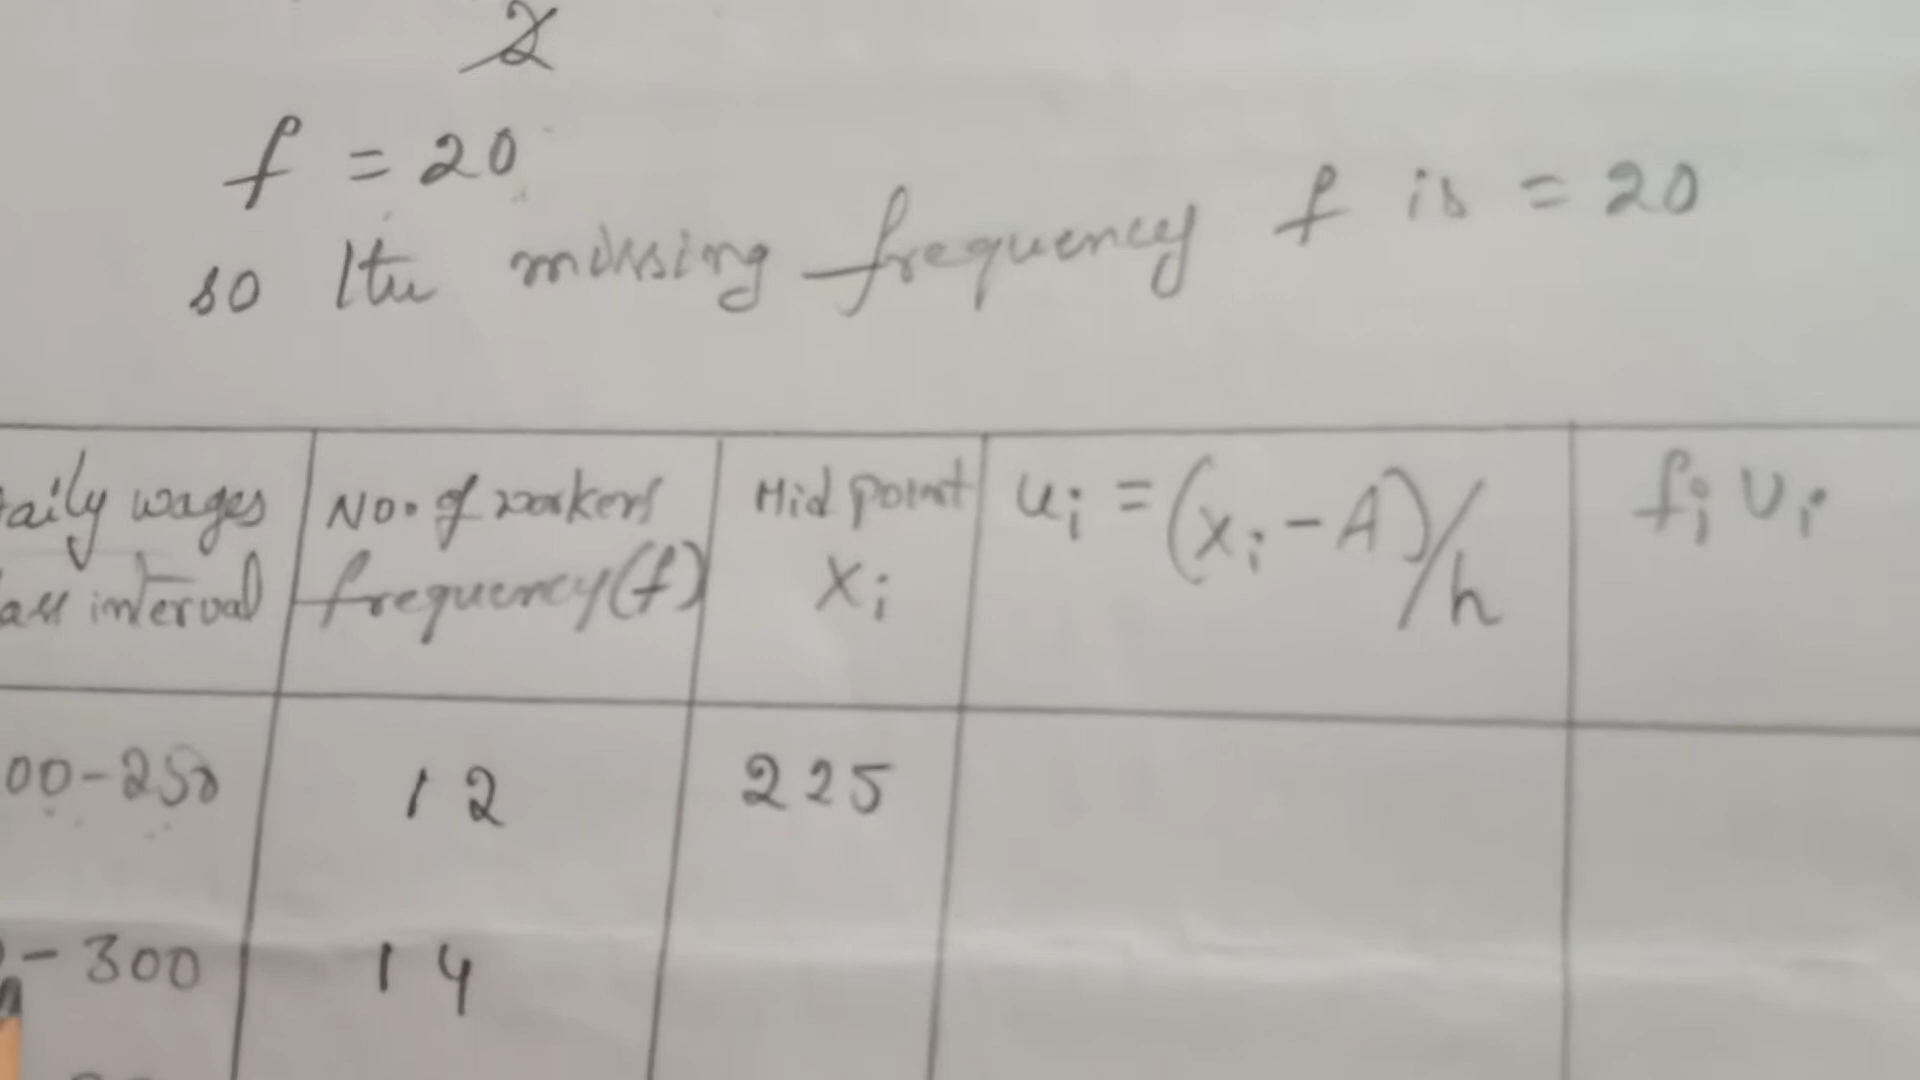 2
f = 20
so the missing frequency f is = 20
aily wages No. of workers Mid point ui = (xi - A)/h fi ui
interval frequency (f) xi
00-250 12 225
-300 14